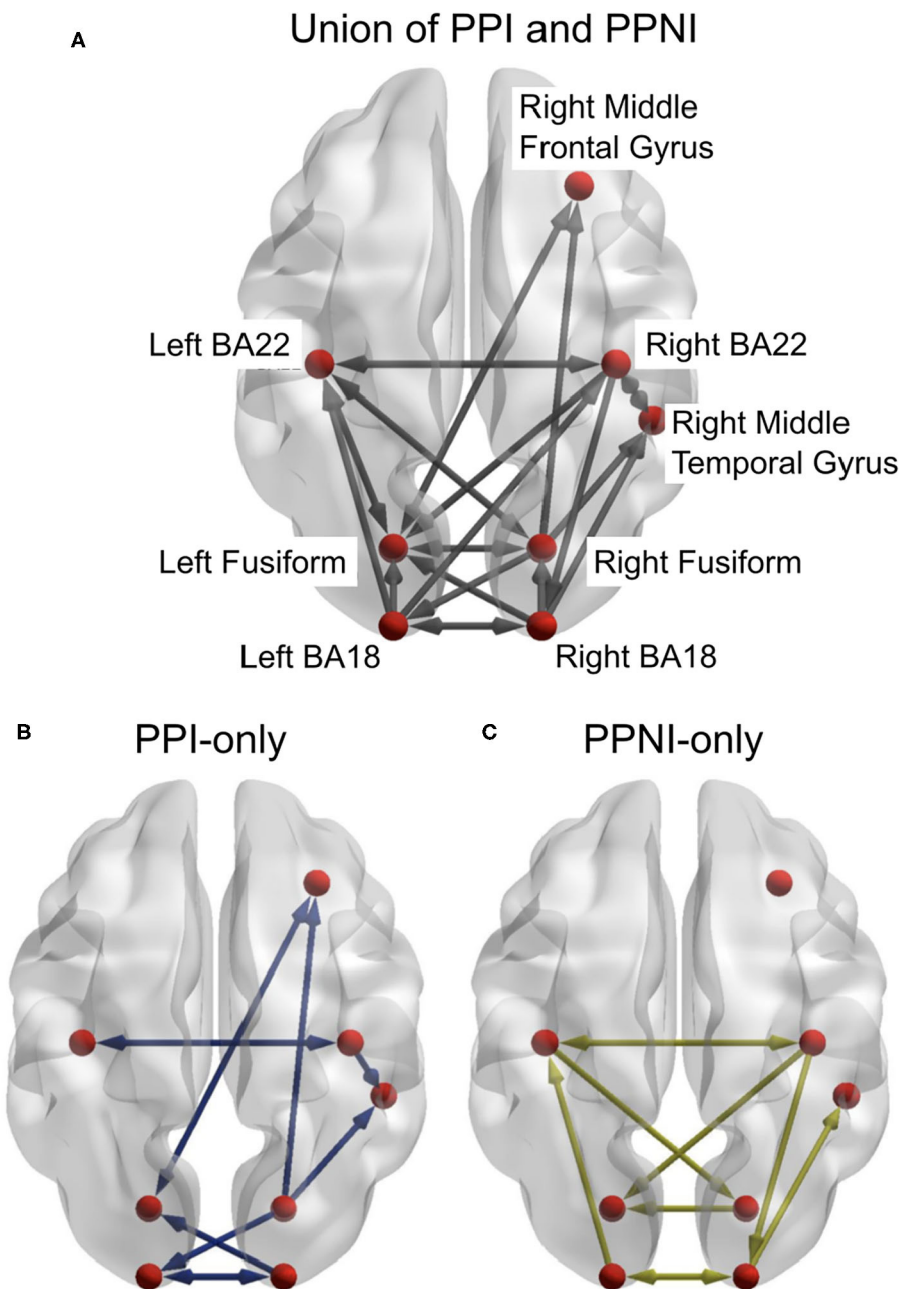 A
Union of PPI and PPNI
Right Middle
Frontal Gyrus
Left BA22
Right BA22
Right Middle
Temporal Gyrus
Left Fusiform
Right Fusiform
Left BA18
Right BA18
B
PPI-only
C
PPNI-only